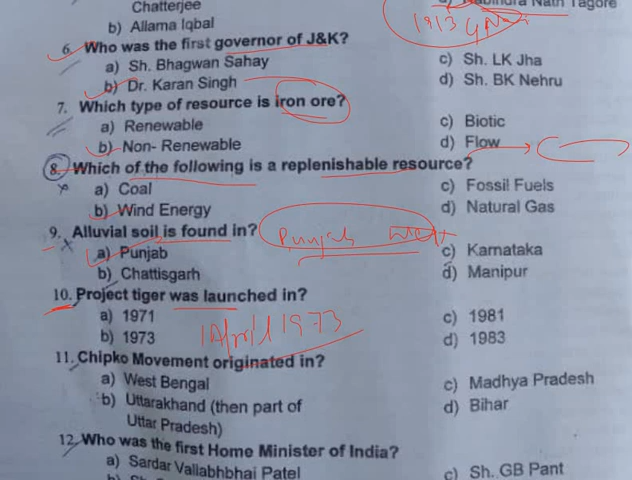 Chatterjee
Nath Tagore
b) Allama Iqbal
1913
6. Who was the first governor of J&K?
a) Sh. Bhagwan Sahay
c) Sh. LK Jha
b) Dr. Karan Singh
d) Sh. BK Nehru
7. Which type of resource is iron ore?
a) Renewable
c) Biotic
b) Non- Renewable
d) Flow
8. Which of the following is a replenishable resource?
a) Coal
c) Fossil Fuels
b) Wind Energy
d) Natural Gas
9. Alluvial soil is found in?
Punjab
a) Punjab
c) Karnataka
b) Chattisgarh
d) Manipur
10. Project tiger was launched in?
a) 1971
c) 1981
b) 1973
1 April 1973
d) 1983
11. Chipko Movement originated in?
a) West Bengal
c) Madhya Pradesh
b) Uttarakhand (then part of
d) Bihar
Uttar Pradesh)
12. Who was the first Home Minister of India?
a) Sardar Vallabhbhai Patel
c) Sh. GB Pant